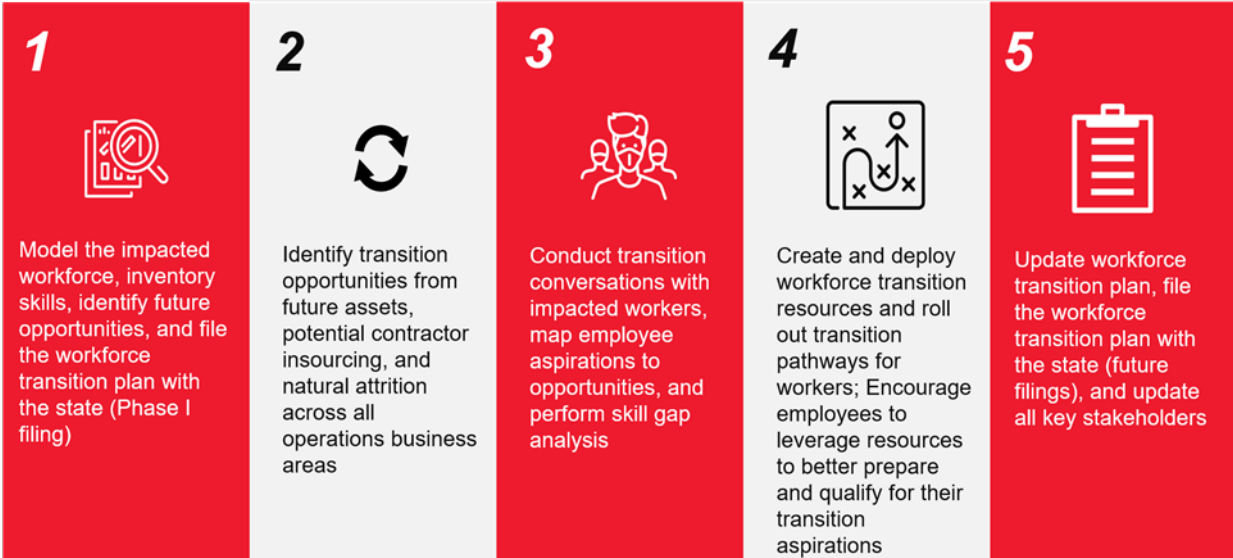 1
Model the impacted
workforce, inventory
skills, identify future
opportunities, and file
the workforce
transition plan with
the state (Phase I
filing)
2
Identify transition
opportunities from
future assets,
potential contractor
insourcing, and
natural attrition
across all
operations business
areas
3
Conduct transition
conversations with
impacted workers,
map employee
aspirations to
opportunities, and
perform skill gap
analysis
4
Create and deploy
workforce transition
resources and roll
out transition
pathways for
workers; Encourage
employees to
leverage resources
to better prepare
and qualify for their
transition
aspirations
5
Update workforce
transition plan, file
the workforce
transition plan with
the state (future
filings), and update
all key stakeholders